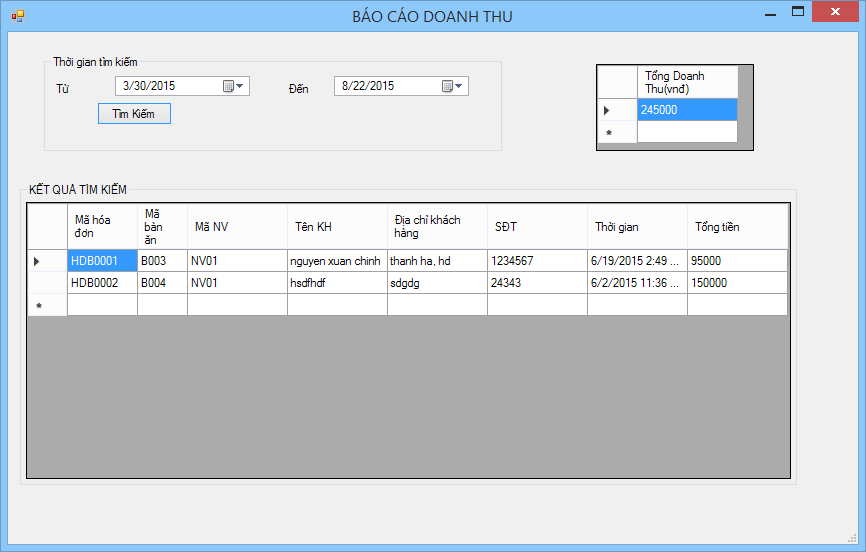 BÁO CÁO DOANH THU
Thời gian tìm kiếm
Từ 3/30/2015 Đến 8/22/2015
Tìm Kiếm
Tổng Doanh
Thu(vnđ)
245000
KẾT QUẢ TÌM KIẾM
Mã hóa đơn Mã bàn ăn Mã NV Tên KH Địa chỉ khách hàng SĐT Thời gian Tổng tiền
HDB0001 B003 NV01 nguyen xuan chinh thanh ha, hd 1234567 6/19/2015 2:49 ... 95000
HDB0002 B004 NV01 hsdfhdf sdgdg 24343 6/2/2015 11:36 ... 150000